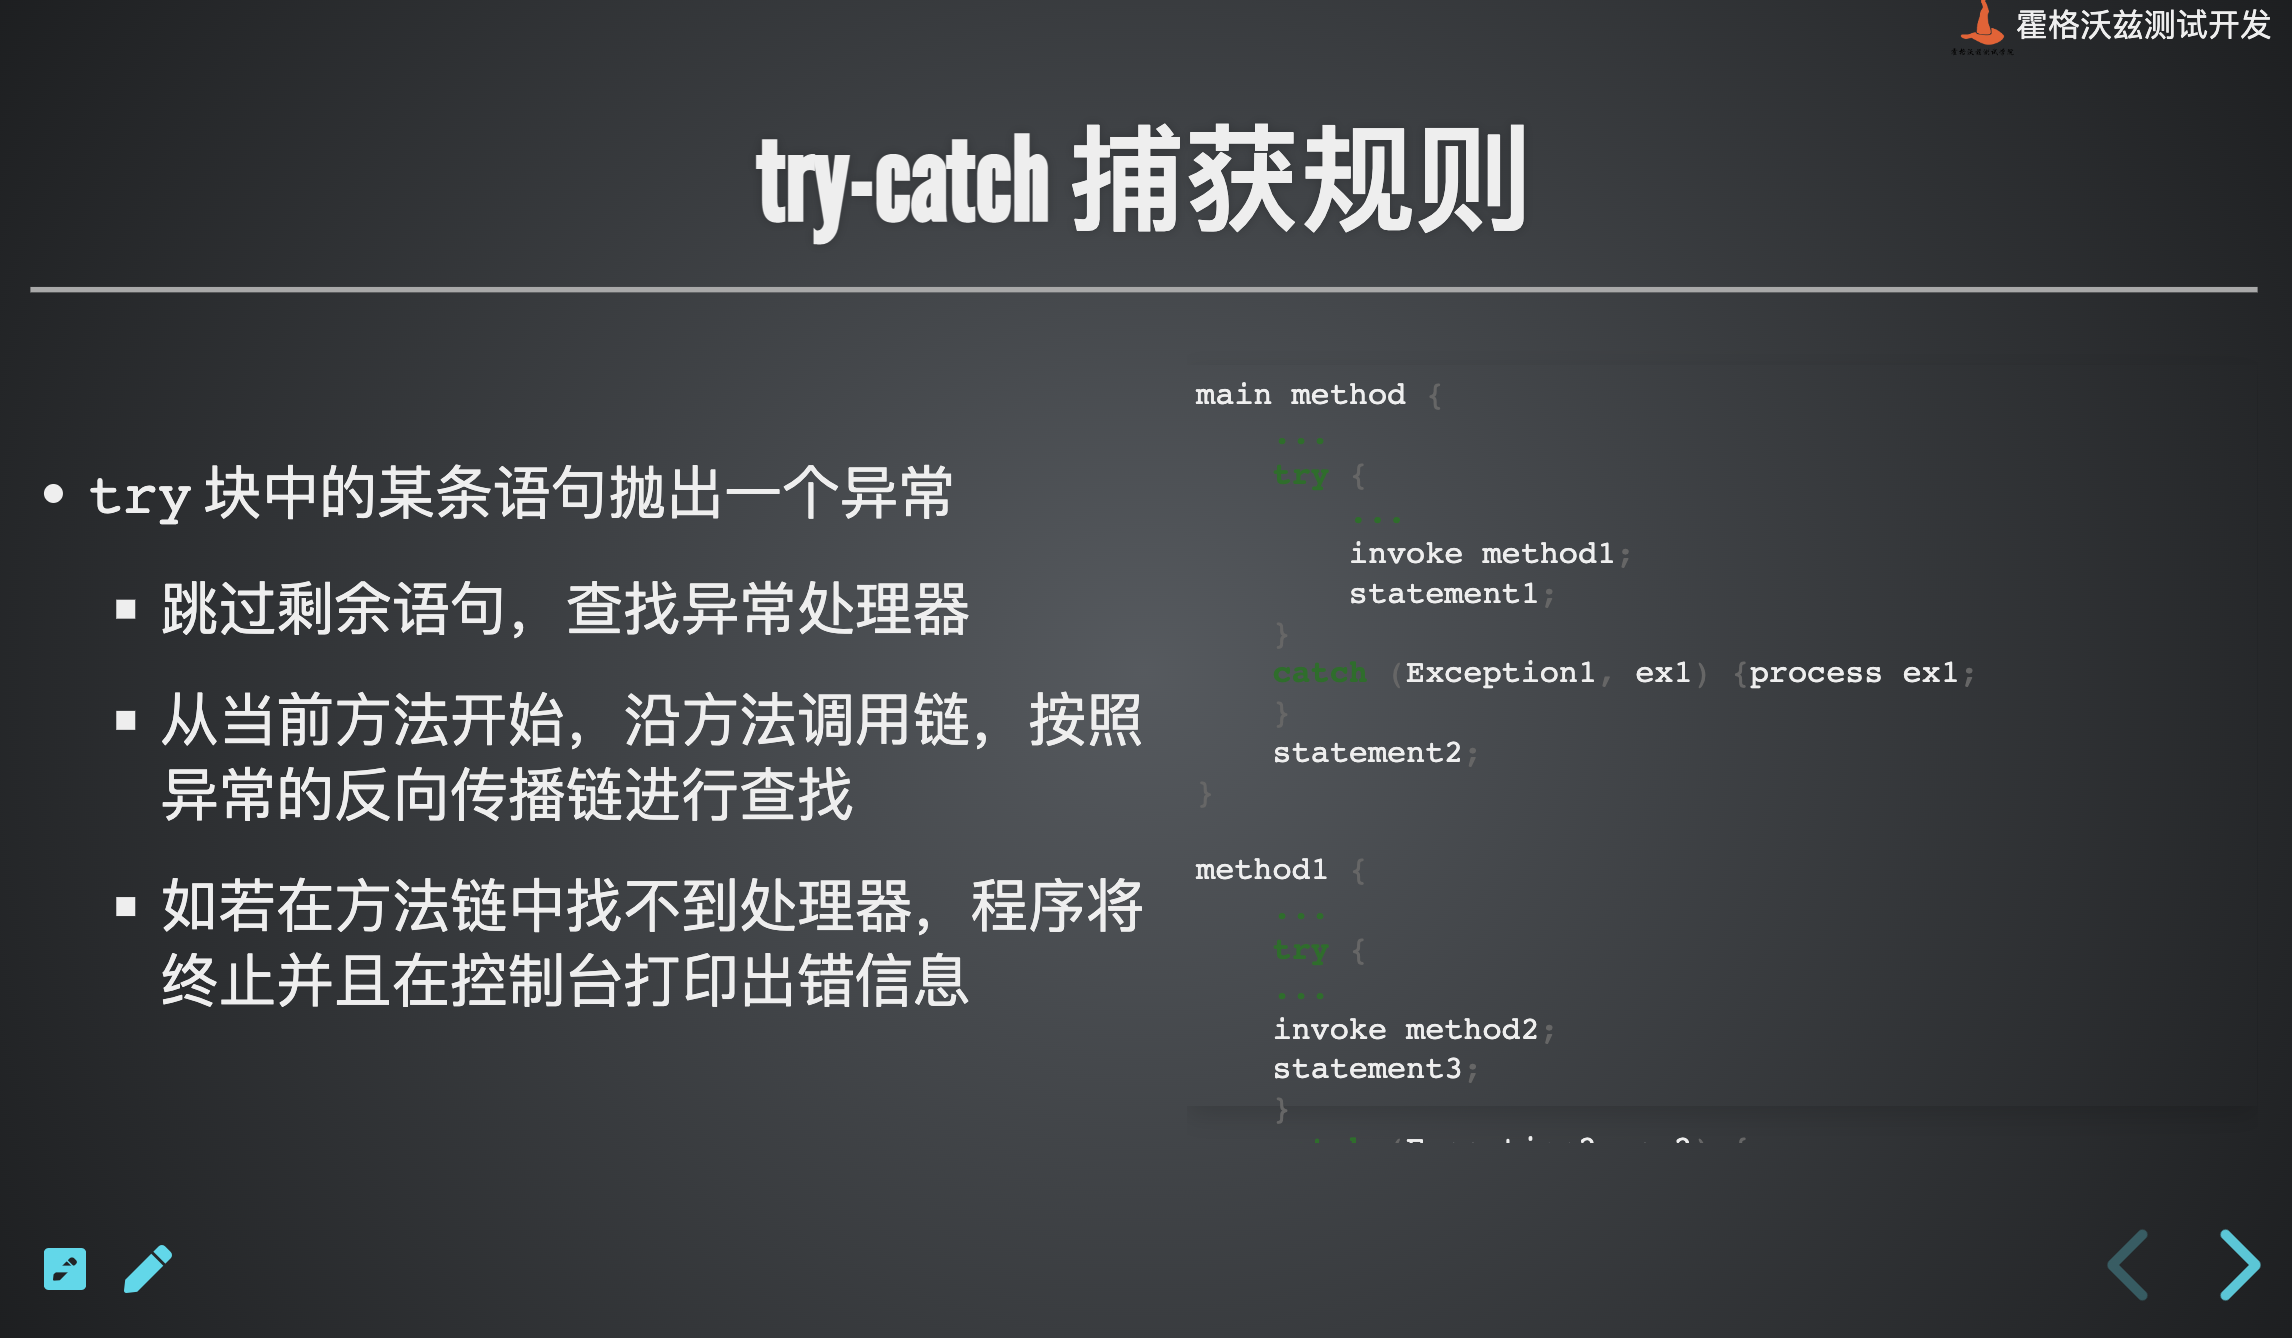 霍格沃兹测试开发
try-catch 捕获规则
• try 块中的某条语句抛出一个异常
▪ 跳过剩余语句，查找异常处理器
▪ 从当前方法开始，沿方法调用链，按照
异常的反向传播链进行查找
▪ 如若在方法链中找不到处理器，程序将
终止并且在控制台打印出错信息
main method {
    ...
    try {
        ...
        invoke method1;
        statement1;
    }
    catch (Exception1, ex1) {process ex1;
    }
    statement2;
}
method1 {
    ...
    try {
    ...
    invoke method2;
    statement3;
    }